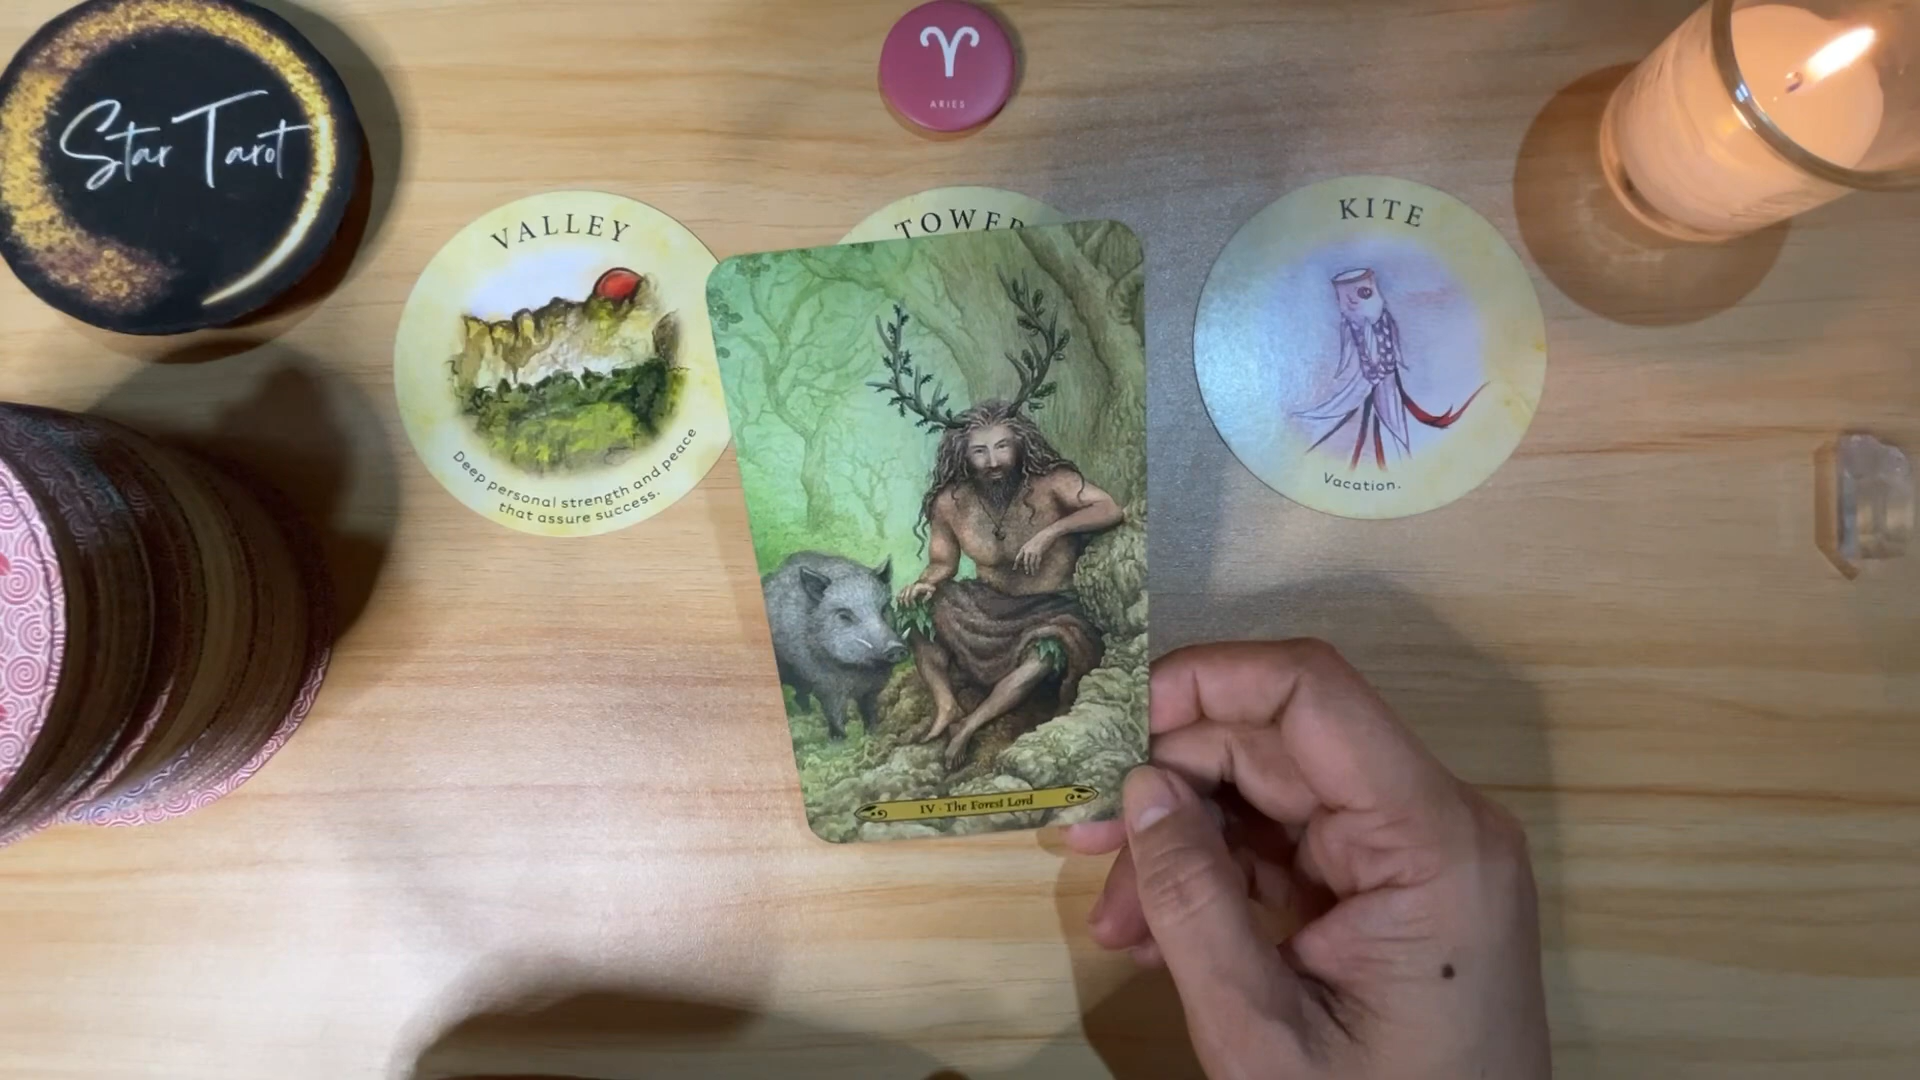 Star Tarot
ARIES
VALLEY
Deep personal strength and peace
that assure success.
TOWER
KITE
Vacation.
IV · The Forest Lord